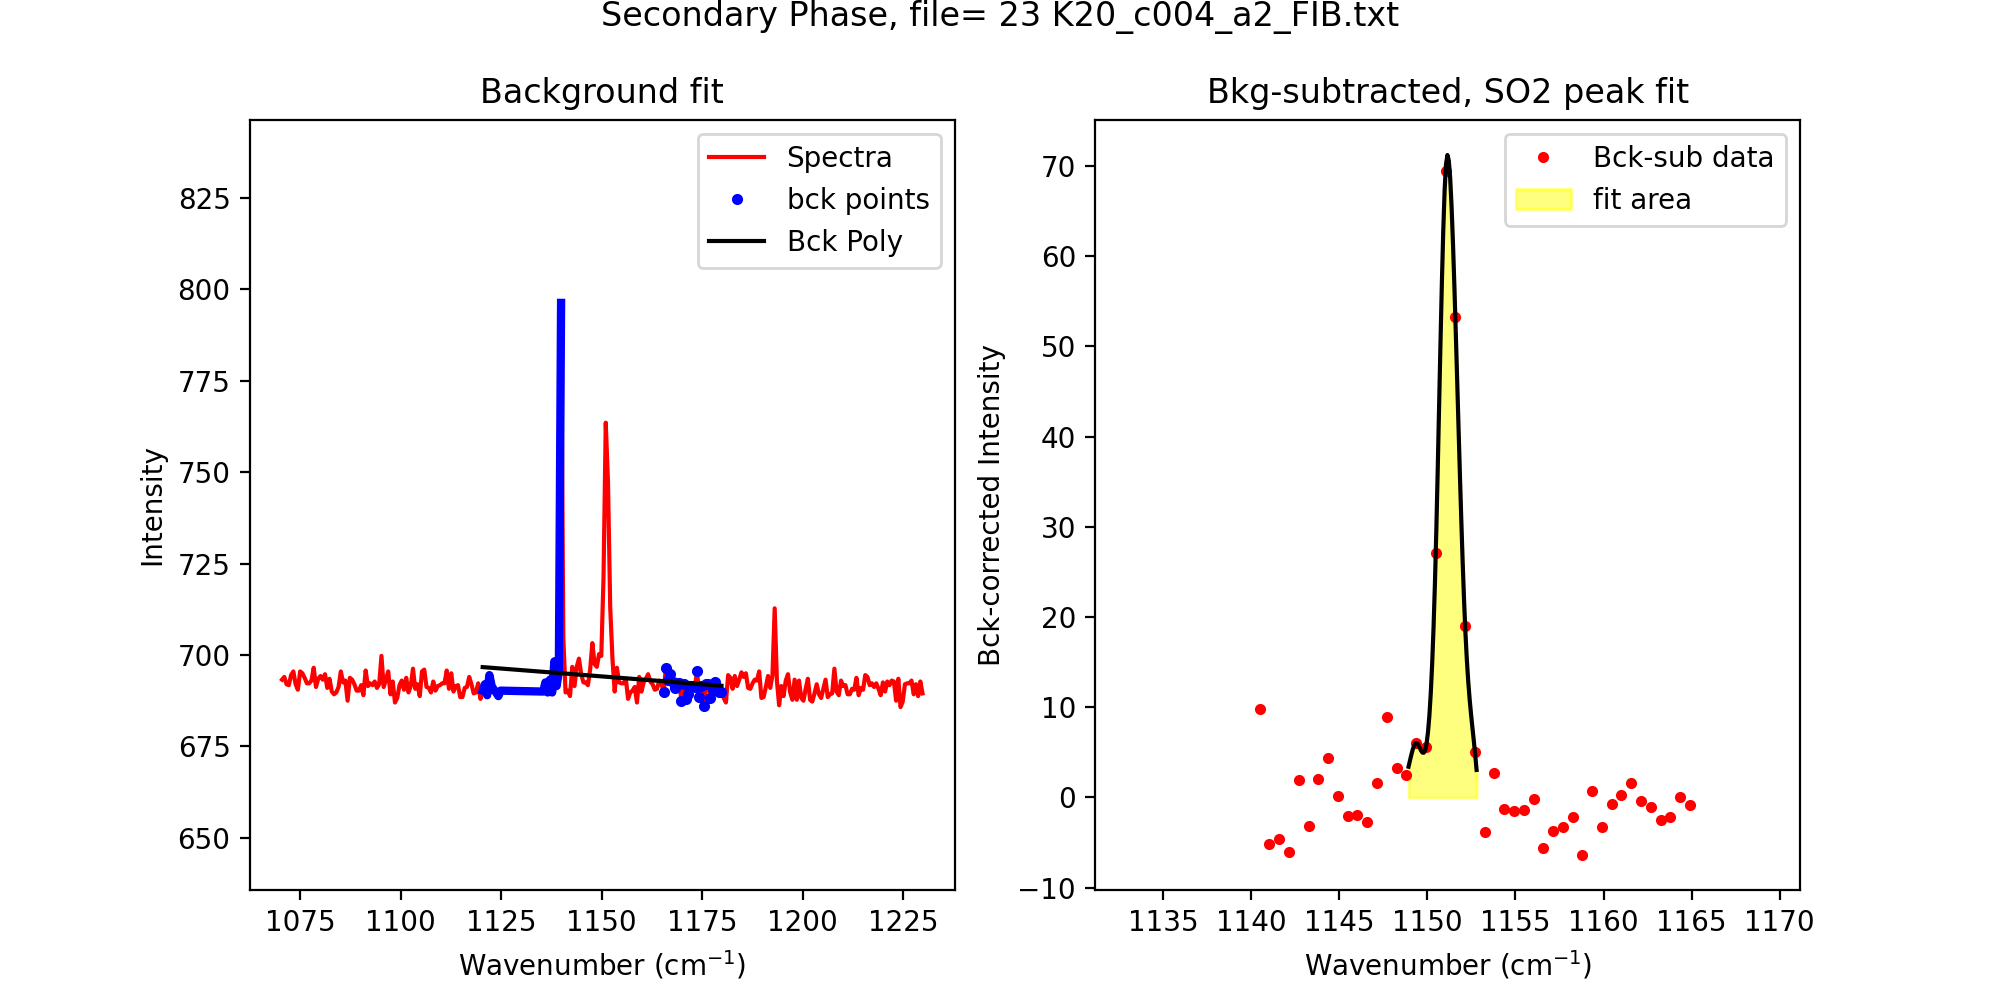 Secondary Phase, file= 23 K20_c004_a2_FIB.txt
Background fit
Spectra
bck points
Bck Poly
825
800
775
750
725
700
675
650
Intensity
1075 1100 1125 1150 1175 1200 1225
Wavenumber (cm⁻¹)
Bkg-subtracted, SO2 peak fit
Bck-sub data
fit area
70
60
50
40
30
20
10
0
−10
Bck-corrected Intensity
1135 1140 1145 1150 1155 1160 1165 1170
Wavenumber (cm⁻¹)